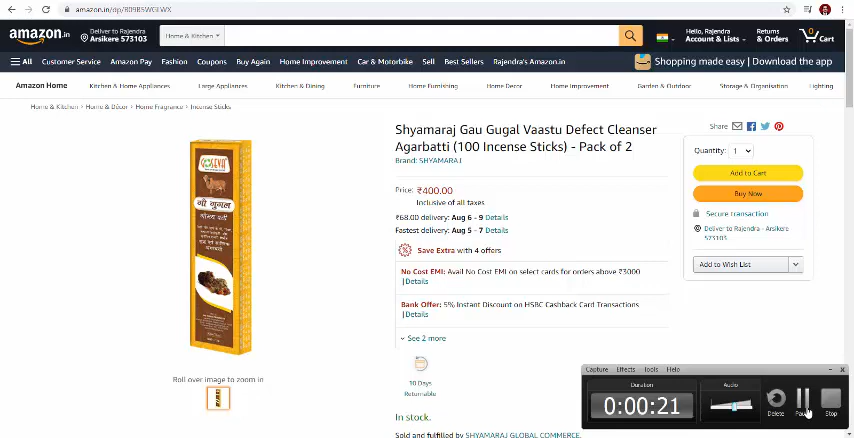 amazon.in/dp/B09R5WGLWX
amazon.in
Deliver to Rajendra
Arsikere 573103
Home & Kitchen
Hello, Rajendra
Account & Lists
Returns
& Orders
0
Cart
All Customer Service Amazon Pay Fashion Coupons Buy Again Home Improvement Car & Motorbike Sell Best Sellers Rajendra's Amazon.in
Shopping made easy | Download the app
Amazon Home Kitchen & Home Appliances Large Appliances Kitchen & Dining Furniture Home Furnishing Home Decor Home Improvement Garden & Outdoor Storage & Organisation Lighting
Home & Kitchen › Home & Décor › Home Fragrance › Incense Sticks
Share
Shyamaraj Gau Gugal Vaastu Defect Cleanser
Agarbatti (100 Incense Sticks) - Pack of 2
Brand: SHYAMARAJ
Price: ₹400.00
Inclusive of all taxes
₹68.00 delivery: Aug 6 - 9 Details
Fastest delivery: Aug 5 - 7 Details
Save Extra with 4 offers
No Cost EMI: Avail No Cost EMI on select cards for orders above ₹3000
|Details
Bank Offer: 5% Instant Discount on HSBC Cashback Card Transactions
|Details
See 2 more
10 Days
Returnable
In stock.
Sold and fulfilled by SHYAMARAJ GLOBAL COMMERCE.
Quantity: 1
Add to Cart
Buy Now
Secure transaction
Deliver to Rajendra - Arsikere
573103
Add to Wish List
SEVA
गौ गुगल
Roll over image to zoom in
Capture Effects Tools Help
Duration
0:00:21
Audio
Delete
Stop